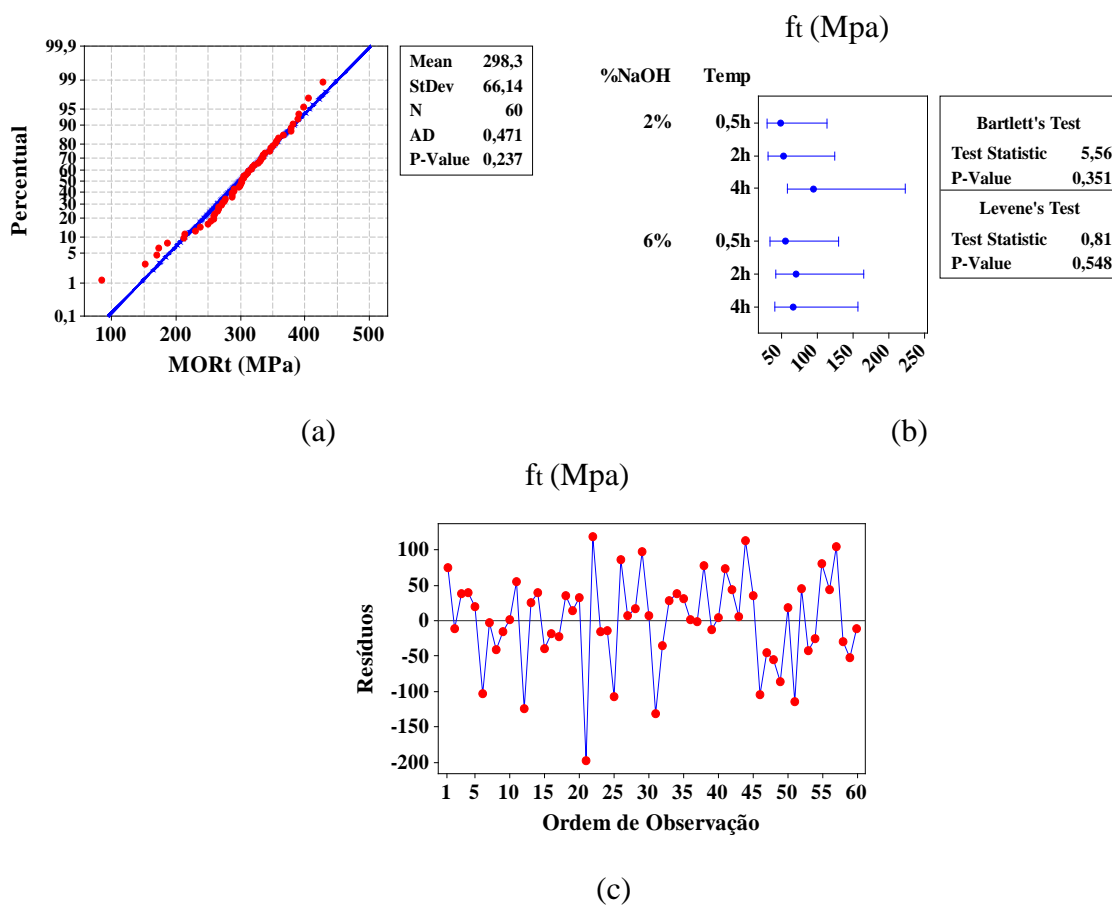 ft (Mpa)
99,9
99
95
90
80
70
60
50
40
30
20
10
5
1
0,1
Percentual
100 200 300 400 500
MORt (MPa)
Mean 298,3
StDev 66,14
N 60
AD 0,471
P-Value 0,237
%NaOH Temp
2% 0,5h
2h
4h
6% 0,5h
2h
4h
50 100 150 200 250
Bartlett's Test
Test Statistic 5,56
P-Value 0,351
Levene's Test
Test Statistic 0,81
P-Value 0,548
(a) (b)
ft (Mpa)
100
50
0
-50
-100
-150
-200
Resíduos
1 5 10 15 20 25 30 35 40 45 50 55 60
Ordem de Observação
(c)